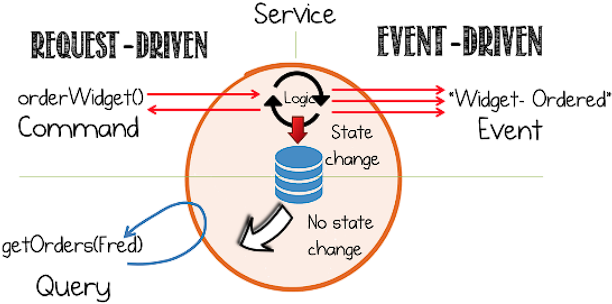 Service
REQUEST-DRIVEN
EVENT-DRIVEN
orderWidget()
Command
Logic
"Widget- Ordered"
Event
State
change
No state
change
getOrders(Fred)
Query